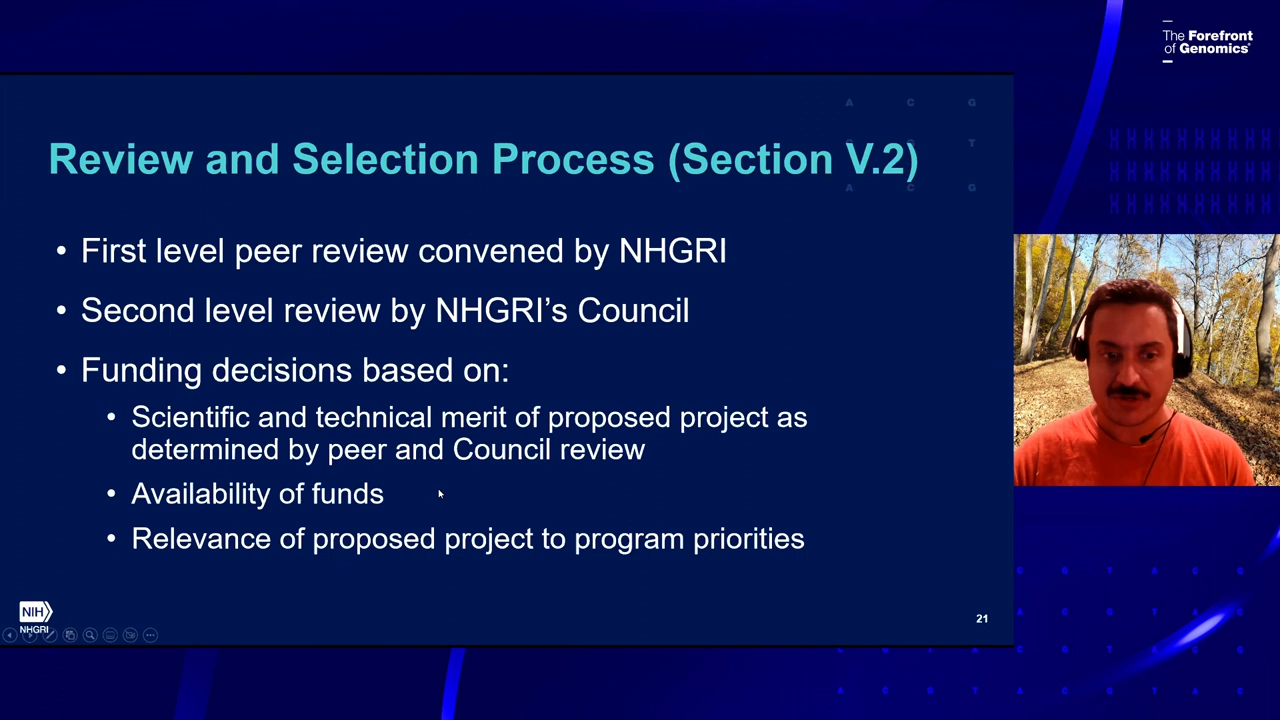 The Forefront
of Genomics®
A C G
T
A C G
Review and Selection Process (Section V.2)
• First level peer review convened by NHGRI
• Second level review by NHGRI’s Council
• Funding decisions based on:
• Scientific and technical merit of proposed project as
determined by peer and Council review
• Availability of funds
• Relevance of proposed project to program priorities
NIH
NHGRI
21
C G T A C G
A C G T A C
G T A C G T
A C G T A C G T A C